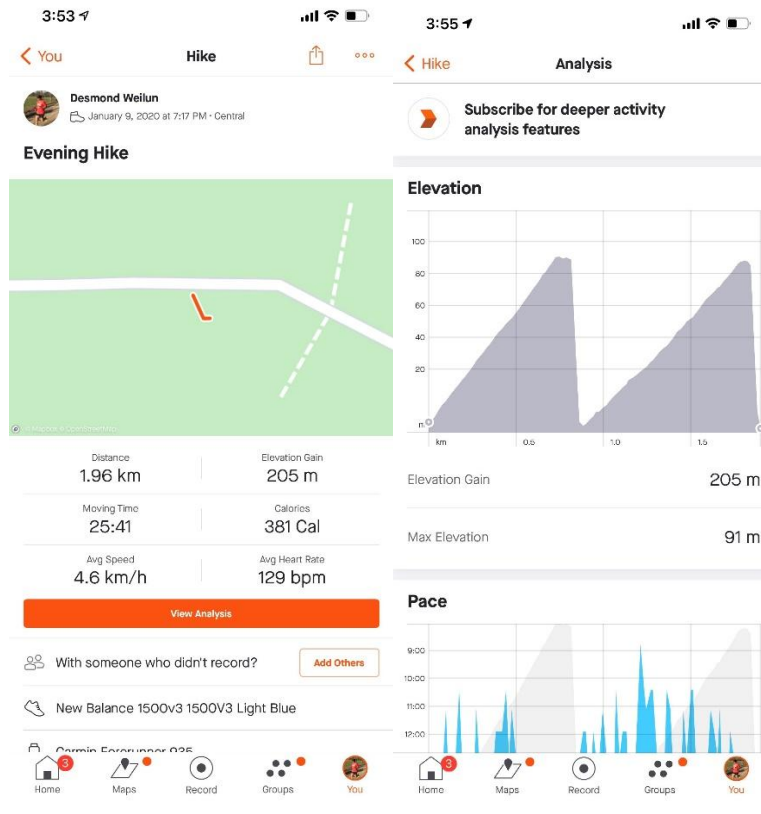 3:53
You
Hike
Desmond Weilun
January 9, 2020 at 7:17 PM · Central
Evening Hike
Distance
1.96 km
Elevation Gain
205 m
Moving Time
25:41
Calories
381 Cal
Avg Speed
4.6 km/h
Avg Heart Rate
129 bpm
View Analysis
With someone who didn't record?
Add Others
New Balance 1500v3 1500V3 Light Blue
Garmin Forerunner 935
3
Home
Maps
Record
Groups
You
3:55
Hike
Analysis
Subscribe for deeper activity
analysis features
Elevation
100
80
60
40
20
m
km
0.5
1.0
1.5
Elevation Gain
205 m
Max Elevation
91 m
Pace
9:00
10:00
11:00
12:00
3
Home
Maps
Record
Groups
You